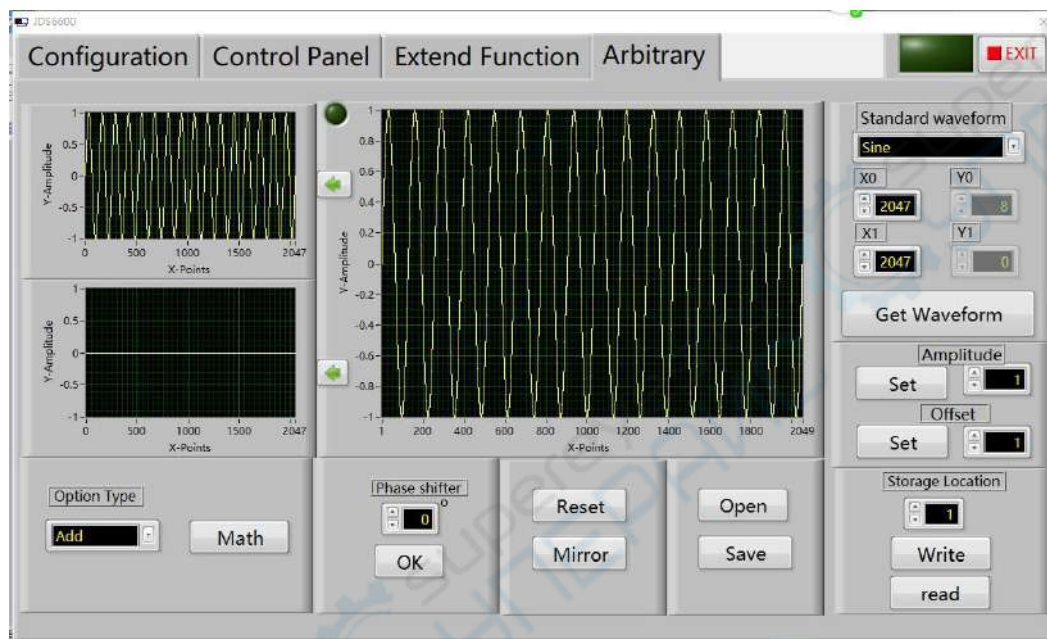 JDS6600
Configuration
Control Panel
Extend Function
Arbitrary
EXIT
1
0.5
0
-0.5
-1
0 500 1000 1500 2047
X-Points
Y-Amplitude
1
0.5
0
-0.5
-1
0 500 1000 1500 2047
X-Points
Y-Amplitude
1
0.8
0.6
0.4
0.2
0
-0.2
-0.4
-0.6
-0.8
-1
1 200 400 600 800 1000 1200 1400 1600 1800 2049
X-Points
Y-Amplitude
Standard waveform
Sine
X0 Y0
2047 8
X1 Y1
2047 0
Get Waveform
Amplitude
Set 1
Offset
Set 1
Option Type
Add
Math
Phase shifter
0 o
OK
Reset
Mirror
Open
Save
Storage Location
1
Write
read